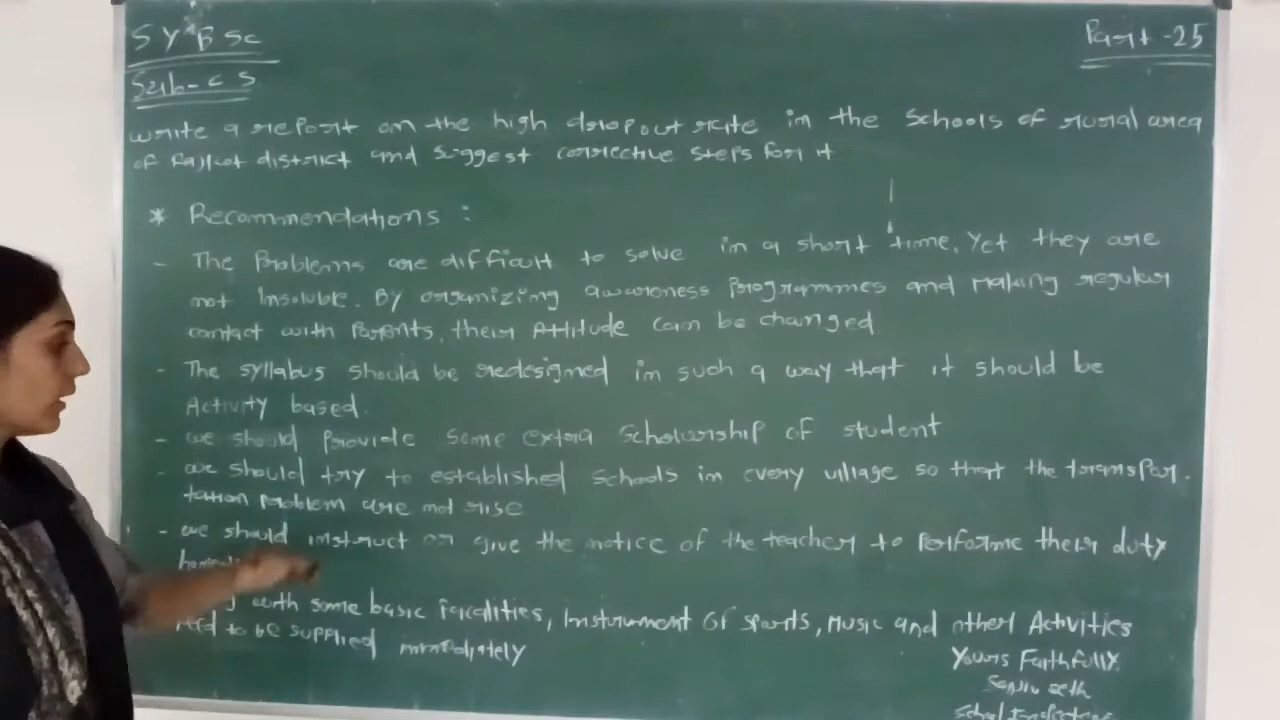 SYBSc
Part-25
Sub-CS
write a report on the high dropout rate in the schools of rural area
of Rajkot district and suggest corrective steps for it
* Recommendations :
- The Problems are difficult to solve in a short time. Yet they are
not Insoluble. By organizing awareness Programmes and Making regular
contact with Parents, their Attitude can be changed
- The syllabus should be redesigned in such a way that it should be
Activity based.
- we should Provide some extra Scholarship of student
- we should try to established schools in every village so that the transpor-
tation problem are not rise
- we should instruct or give the notice of the teacher to Performe their duty
with some basic facalities, Instrument of sports, Music and other Activities
to be supplied immediately
Yours Faithfully